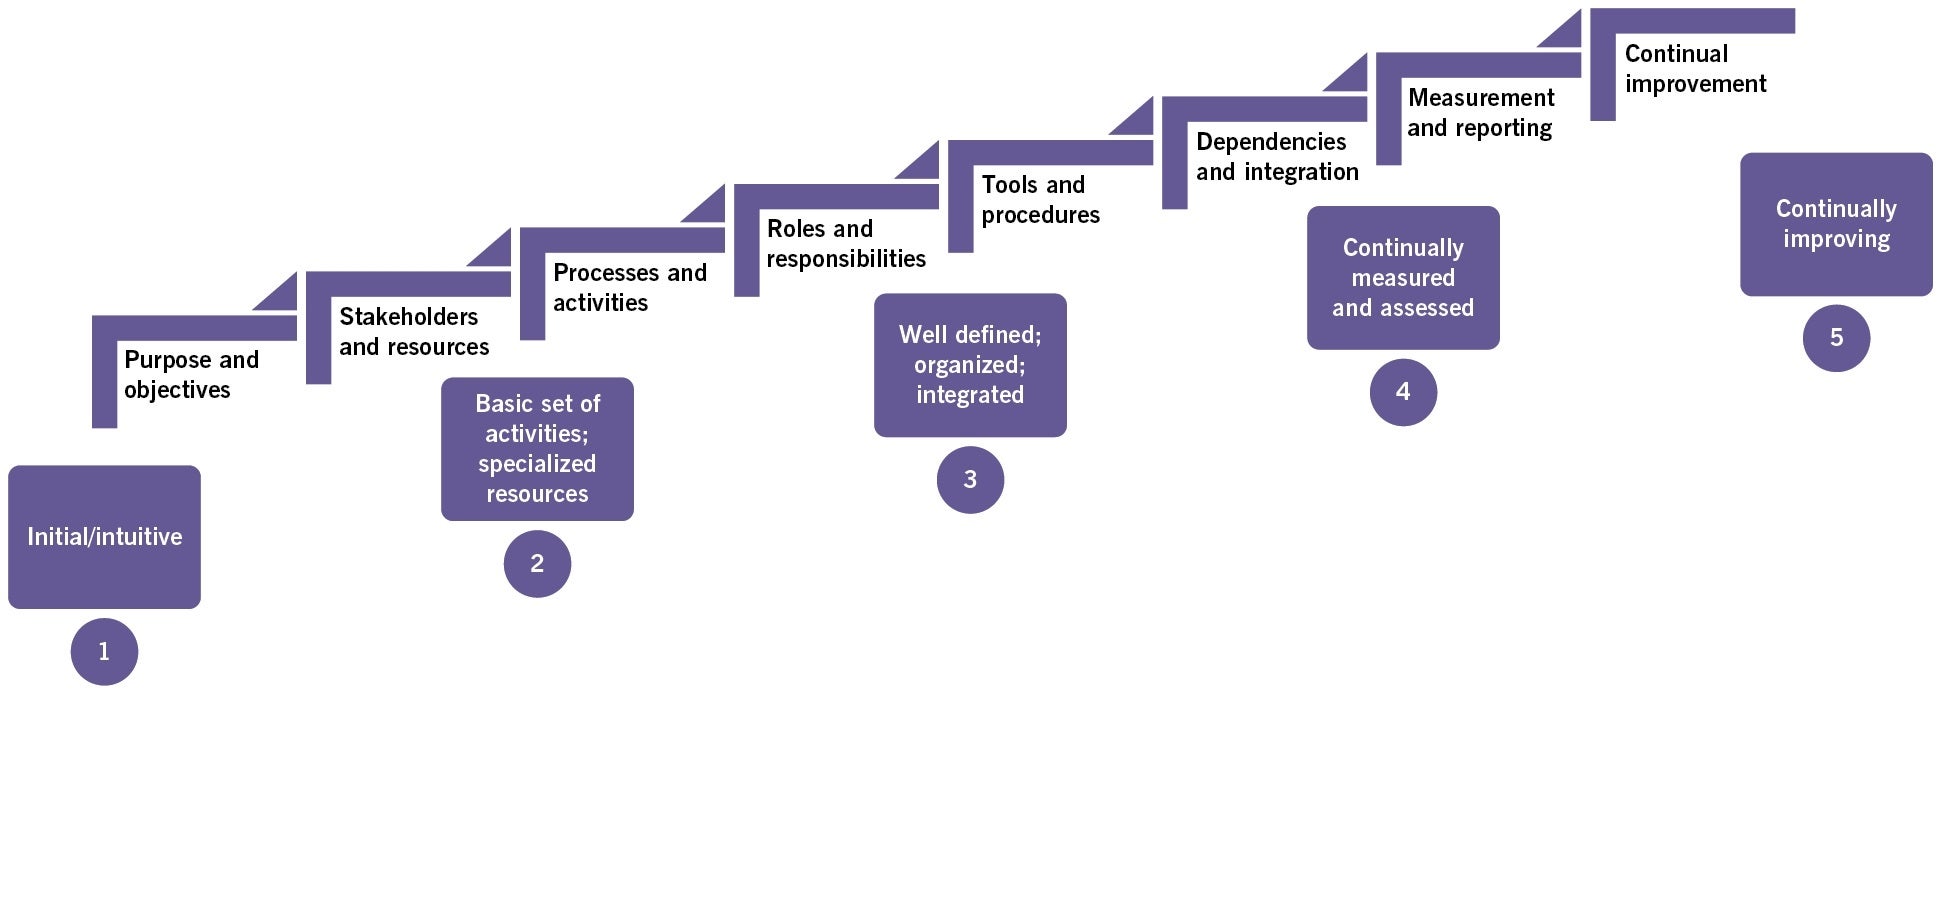 Purpose and
objectives
Stakeholders
and resources
Processes and
activities
Roles and
responsibilities
Tools and
procedures
Dependencies
and integration
Measurement
and reporting
Continual
improvement
Initial/intuitive
1
Basic set of
activities;
specialized
resources
2
Well defined;
organized;
integrated
3
Continually
measured
and assessed
4
Continually
improving
5